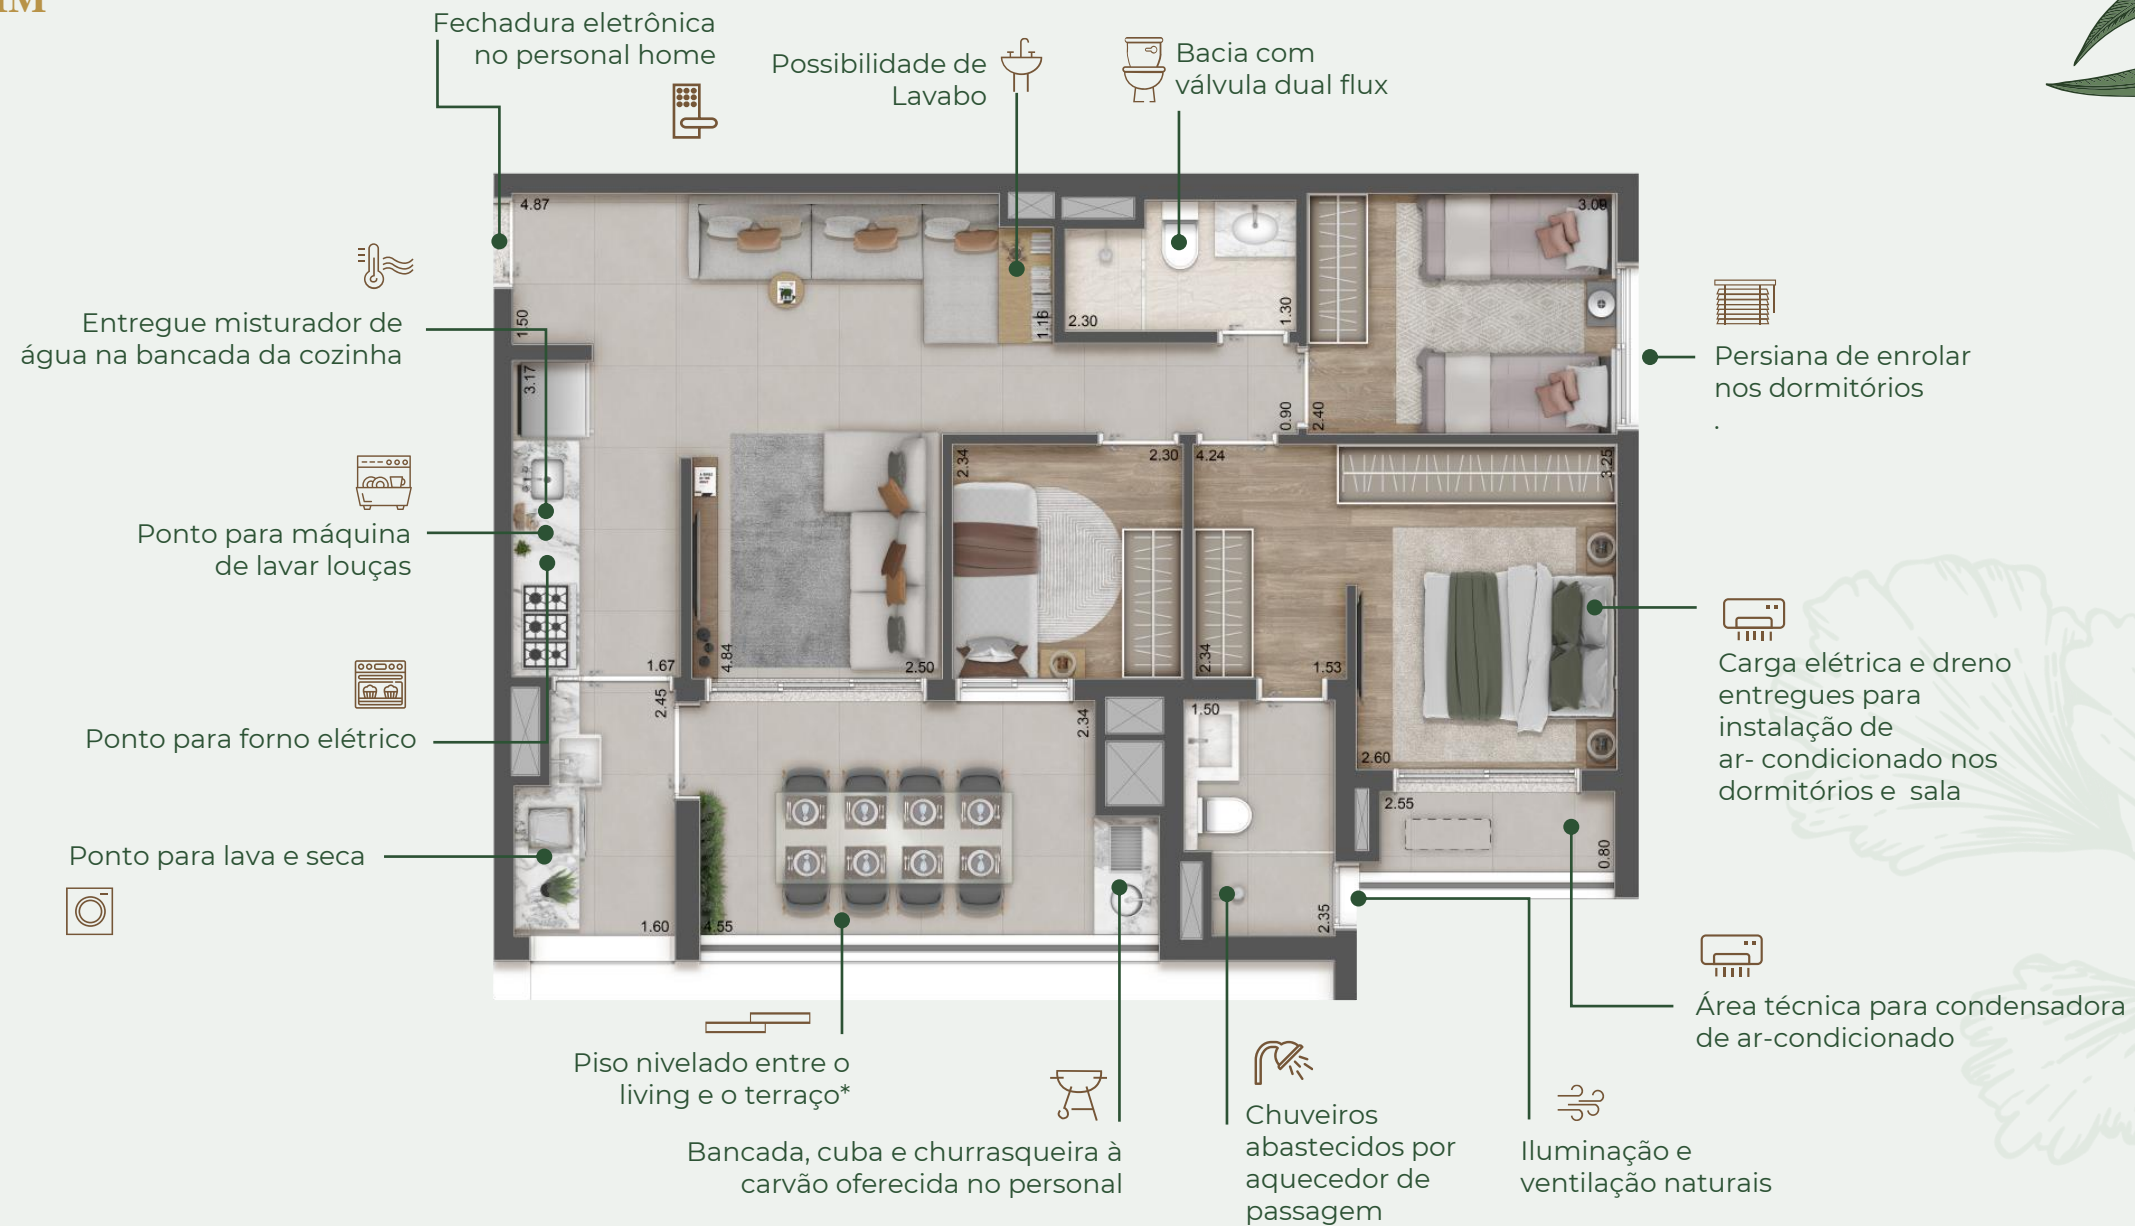 IM
Fechadura eletrônica
no personal home
Possibilidade de
Lavabo
Bacia com
válvula dual flux
Entregue misturador de
água na bancada da cozinha
Ponto para máquina
de lavar louças
Ponto para forno elétrico
Ponto para lava e seca
Persiana de enrolar
nos dormitórios
.
Carga elétrica e dreno
entregues para
instalação de
ar- condicionado nos
dormitórios e  sala
Área técnica para condensadora
de ar-condicionado
Piso nivelado entre o
living e o terraço*
Bancada, cuba e churrasqueira à
carvão oferecida no personal
Chuveiros
abastecidos por
aquecedor de
passagem
Iluminação e
ventilação naturais
4.87
1.50
1.16
2.30
1.30
3.09
3.17
0.90
2.40
2.34
2.30
4.24
3.25
1.67
4.84
2.50
2.34
1.53
2.45
2.34
1.50
2.60
2.55
0.80
1.60
4.55
2.35